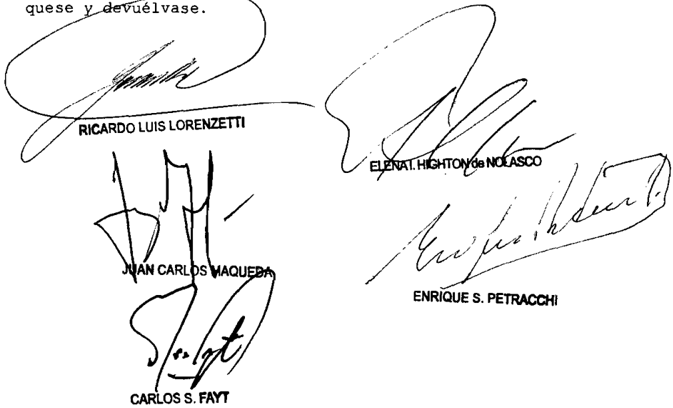 quese y devuélvase.
RICARDO LUIS LORENZETTI
ELENA I. HIGHTON de NOLASCO
JUAN CARLOS MAQUEDA
ENRIQUE S. PETRACCHI
CARLOS S. FAYT